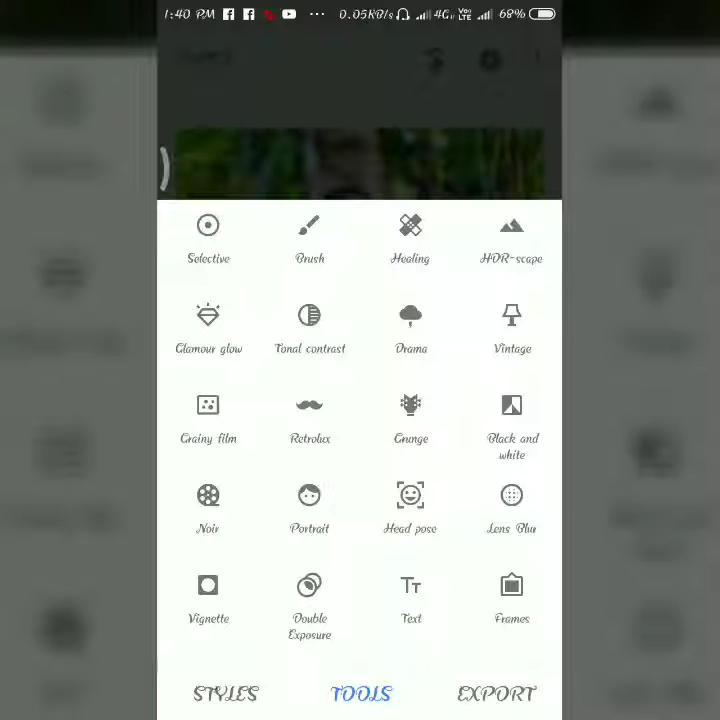 1:40 PM ... 0.05KB/s 4G VoLTE 68%
Selective Brush Healing HDR-scape
Glamour glow Tonal contrast Drama Vintage
Grainy film Retrolux Grunge Black and
white
Noir Portrait Head pose Lens Blur
Vignette Double Text Frames
Exposure
STYLES TOOLS EXPORT